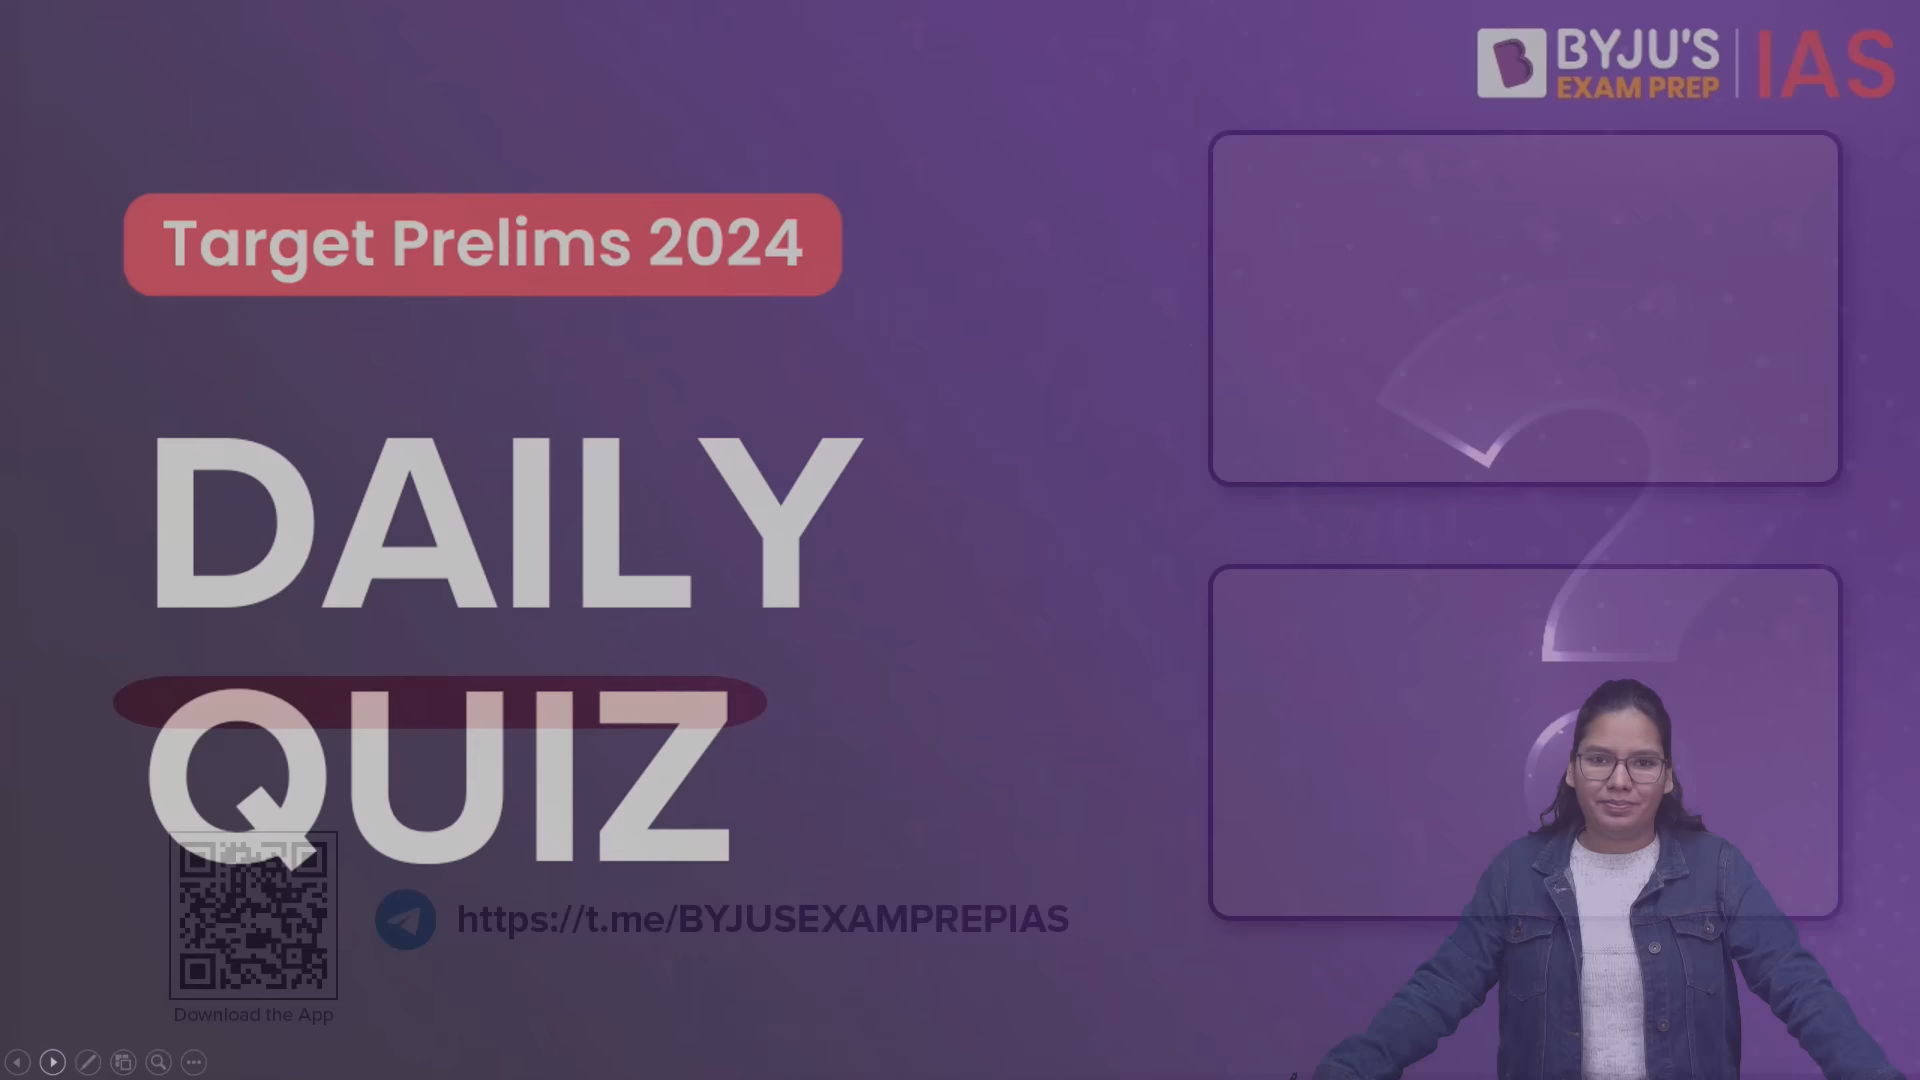 BYJU'S
EXAM PREP
IAS
Target Prelims 2024
DAILY
QUIZ
https://t.me/BYJUSEXAMPREPIAS
Download the App